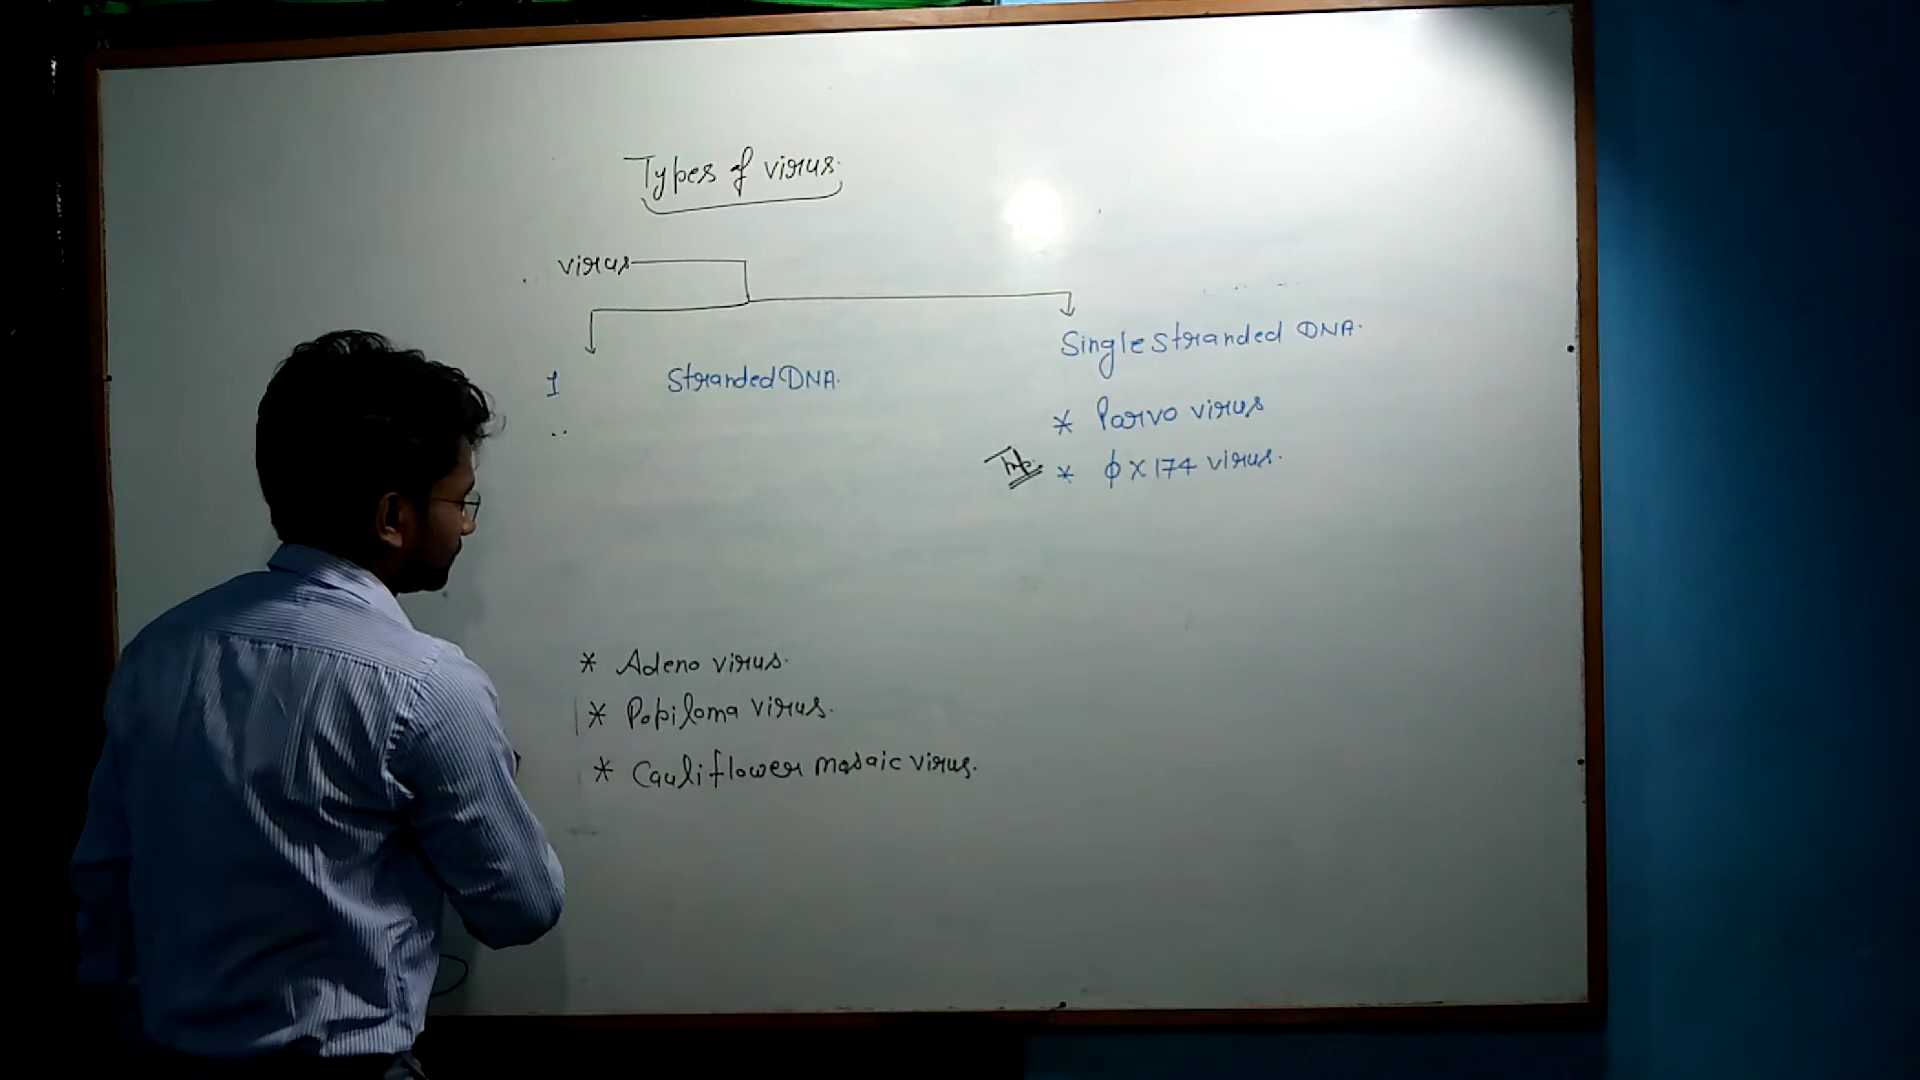 Types of virus.
virus
Stranded DNA.
Single stranded DNA.
* Parvo virus
Imp. * ϕ X 174 virus.
* Adeno virus.
* Popiloma virus.
* Cauliflower mosaic virus.